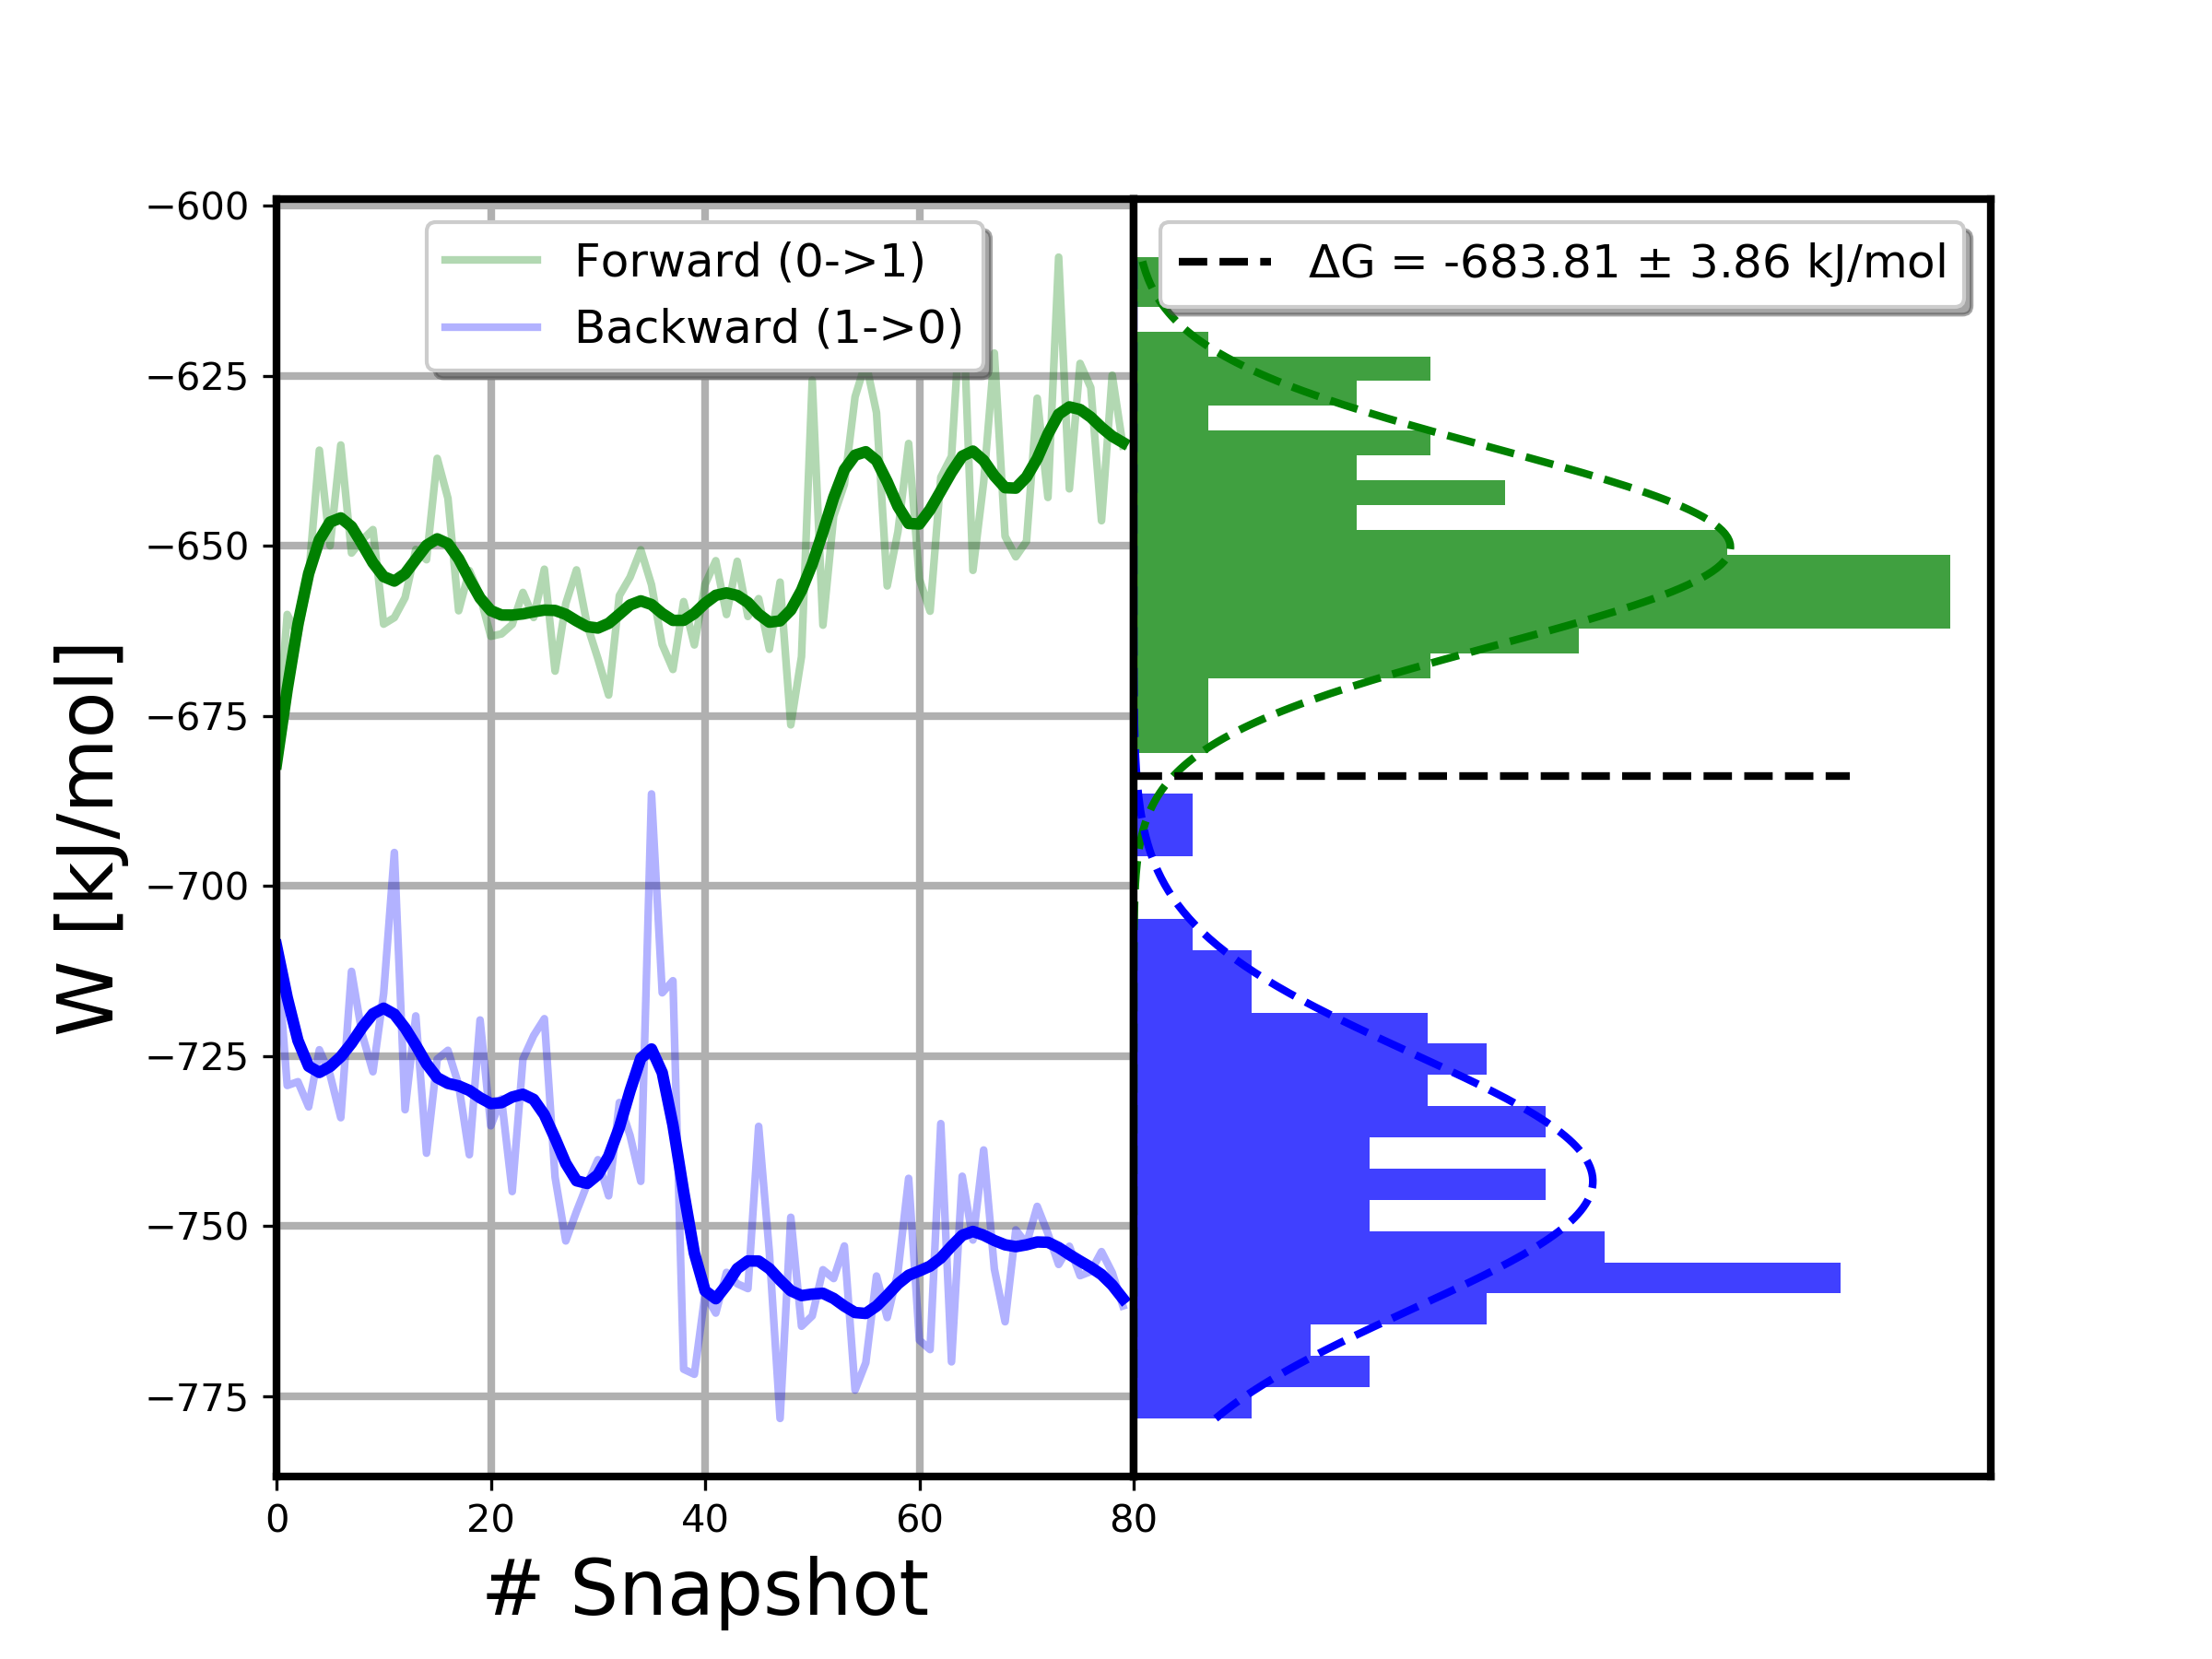 Forward (0->1)
Backward (1->0)
ΔG = -683.81 ± 3.86 kJ/mol
W [kJ/mol]
−600
−625
−650
−675
−700
−725
−750
−775
0 20 40 60 80
# Snapshot